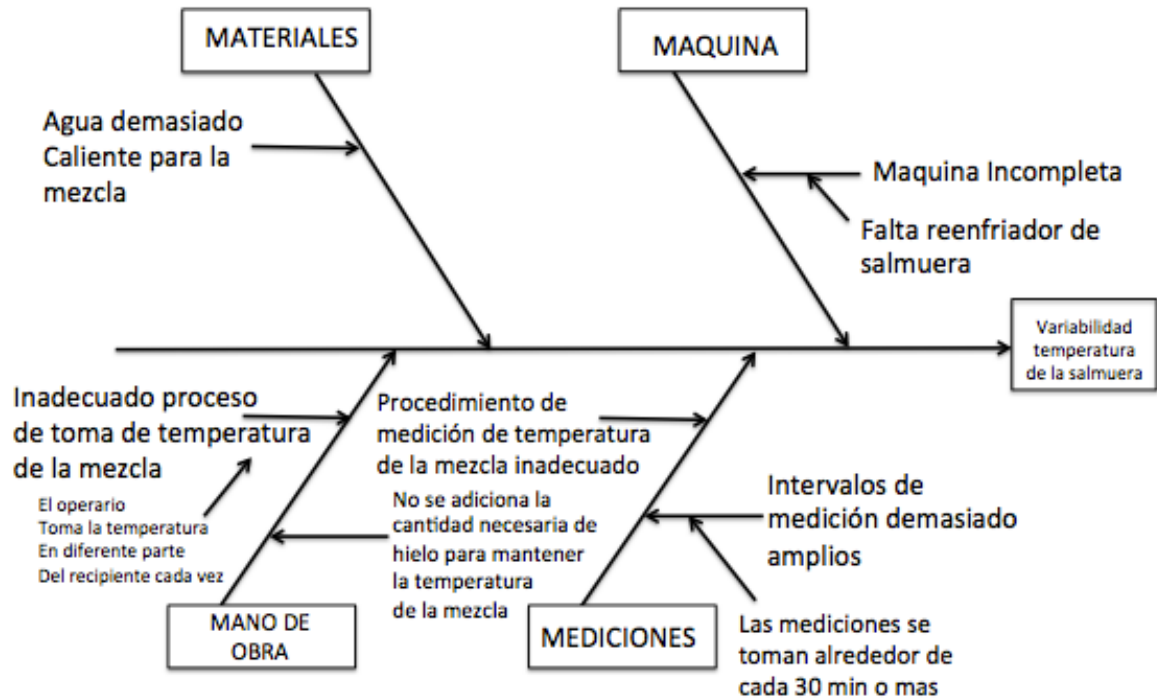 MATERIALES
MAQUINA
Agua demasiado
Caliente para la
mezcla
Maquina Incompleta
Falta reenfriador de
salmuera
Variabilidad
temperatura
de la salmuera
Inadecuado proceso
de toma de temperatura
de la mezcla
El operario
Toma la temperatura
En diferente parte
Del recipiente cada vez
Procedimiento de
medición de temperatura
de la mezcla inadecuado
No se adiciona la
cantidad necesaria de
hielo para mantener
la temperatura
de la mezcla
Intervalos de
medición demasiado
amplios
MANO DE
OBRA
MEDICIONES
Las mediciones se
toman alrededor de
cada 30 min o mas